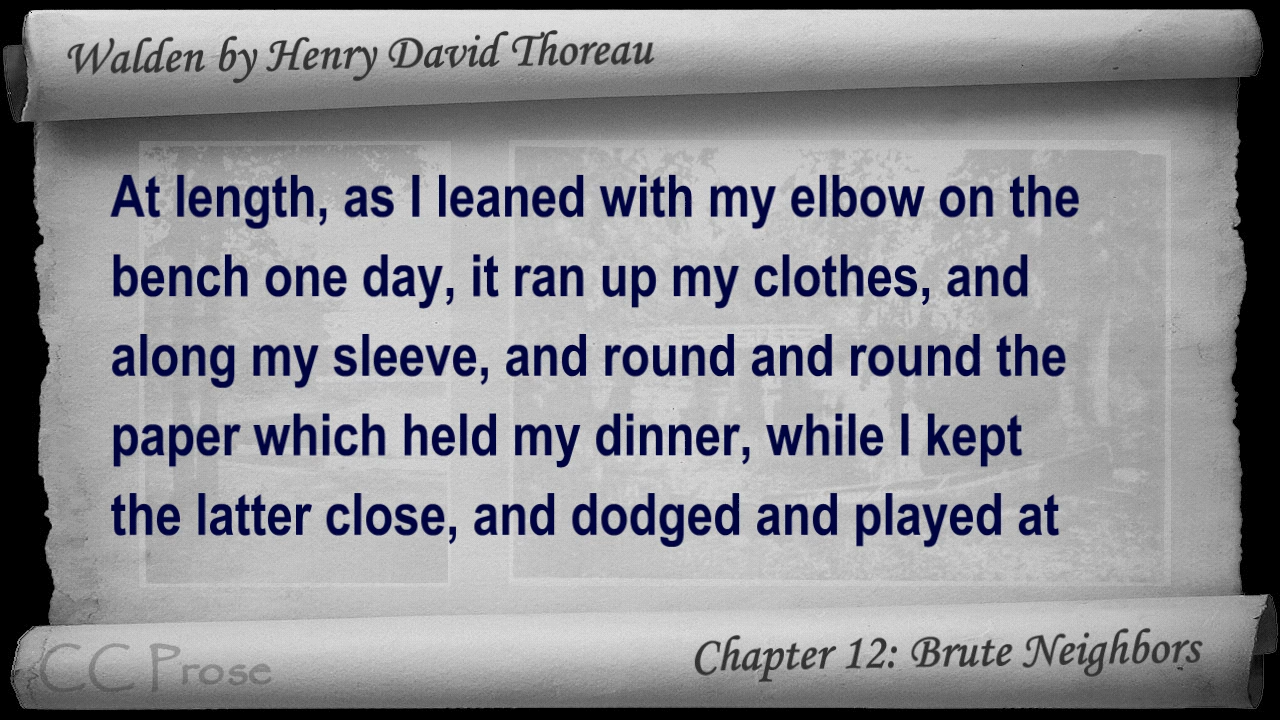 Walden by Henry David Thoreau
At length, as I leaned with my elbow on the
bench one day, it ran up my clothes, and
along my sleeve, and round and round the
paper which held my dinner, while I kept
the latter close, and dodged and played at
CC Prose
Chapter 12: Brute Neighbors